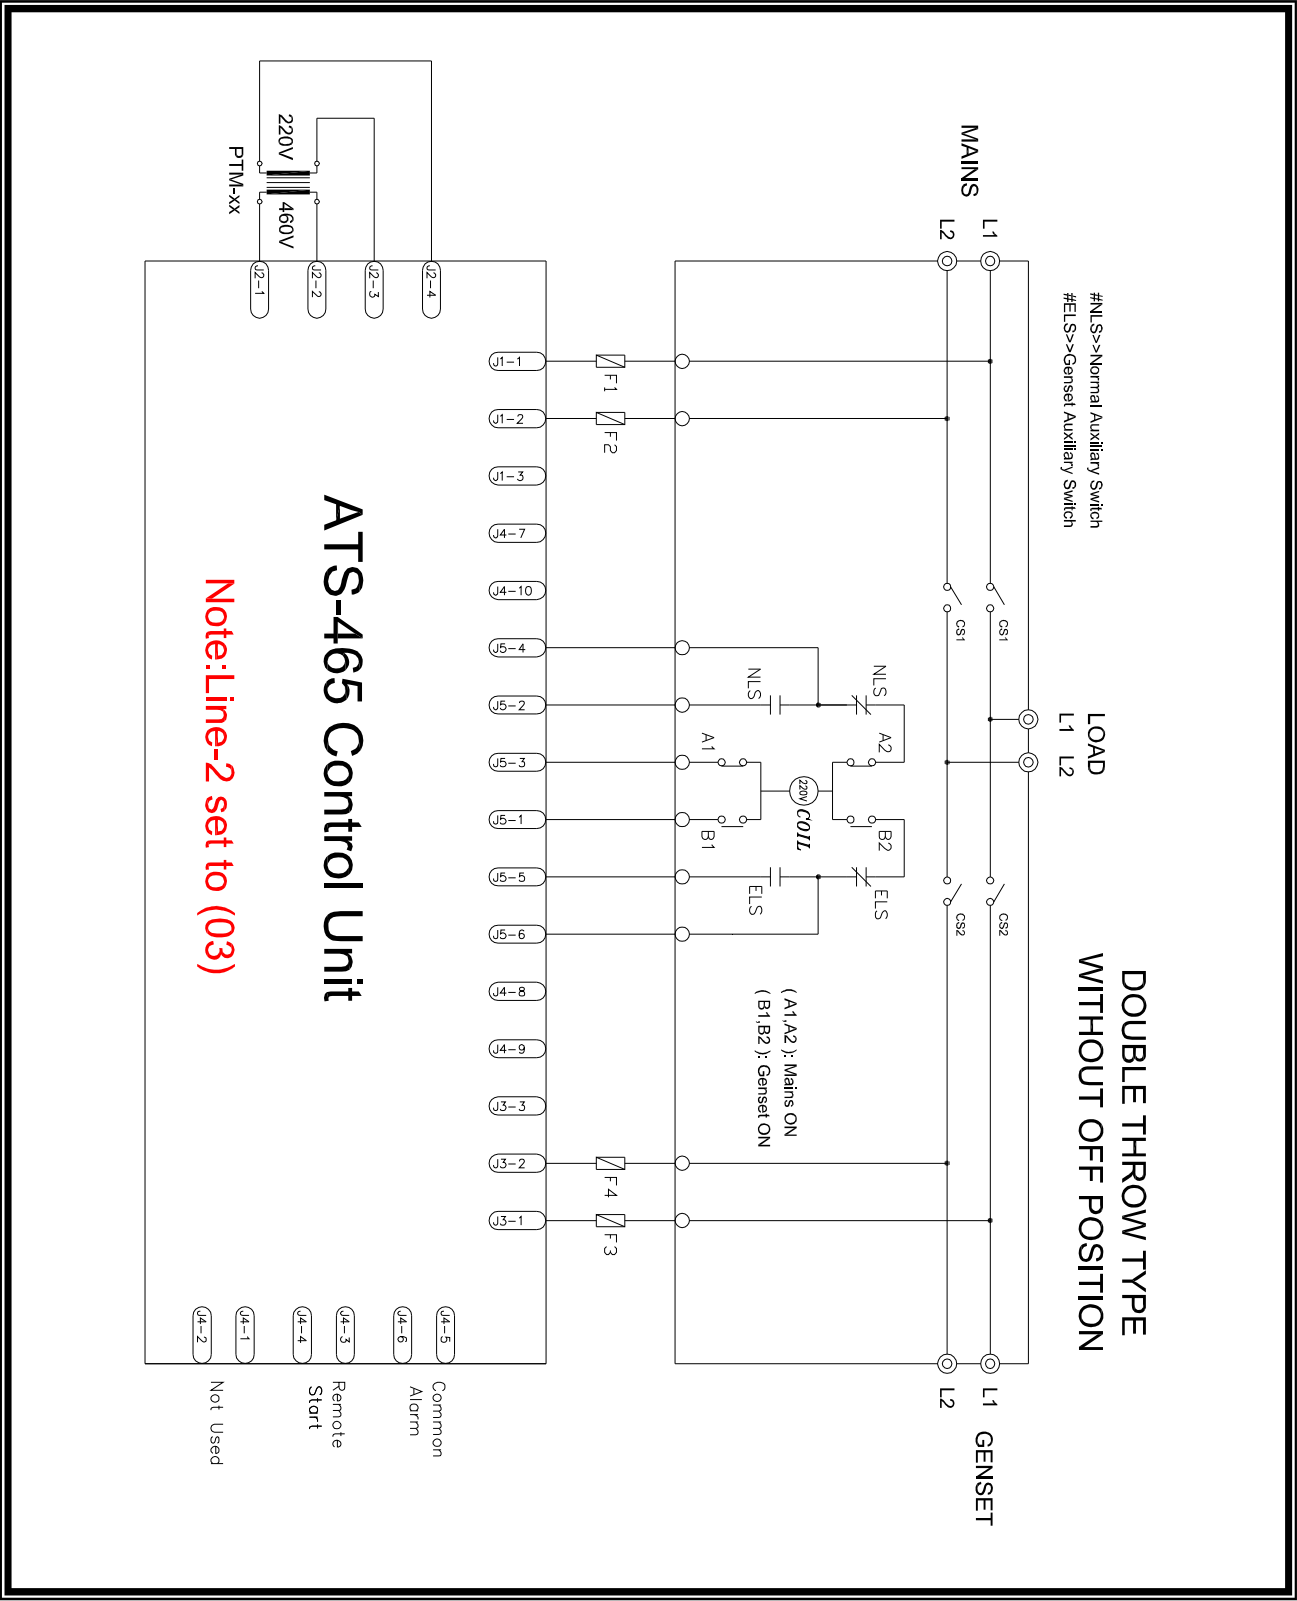 DOUBLE THROW TYPE
WITHOUT OFF POSITION
#NLS>>Normal Auxiliary Switch
#ELS>>Genset Auxiliary Switch
LOAD
L1 L2
MAINS
L1
L2
CS1
CS1
CS2
CS2
L1
L2
GENSET
NLS
A2
B2
ELS
220V
COIL
NLS
A1
B1
ELS
( A1,A2 ): Mains ON
( B1,B2 ): Genset ON
F1
F2
F4
F3
J1-1
J1-2
J1-3
J4-7
J4-10
J5-4
J5-2
J5-3
J5-1
J5-5
J5-6
J4-8
J4-9
J3-3
J3-2
J3-1
J2-4
J2-3
J2-2
J2-1
220V
460V
PTM-xx
ATS-465 Control Unit
Note:Line-2 set to (03)
J4-5
J4-6
J4-3
J4-4
J4-1
J4-2
Common
Alarm
Remote
Start
Not Used